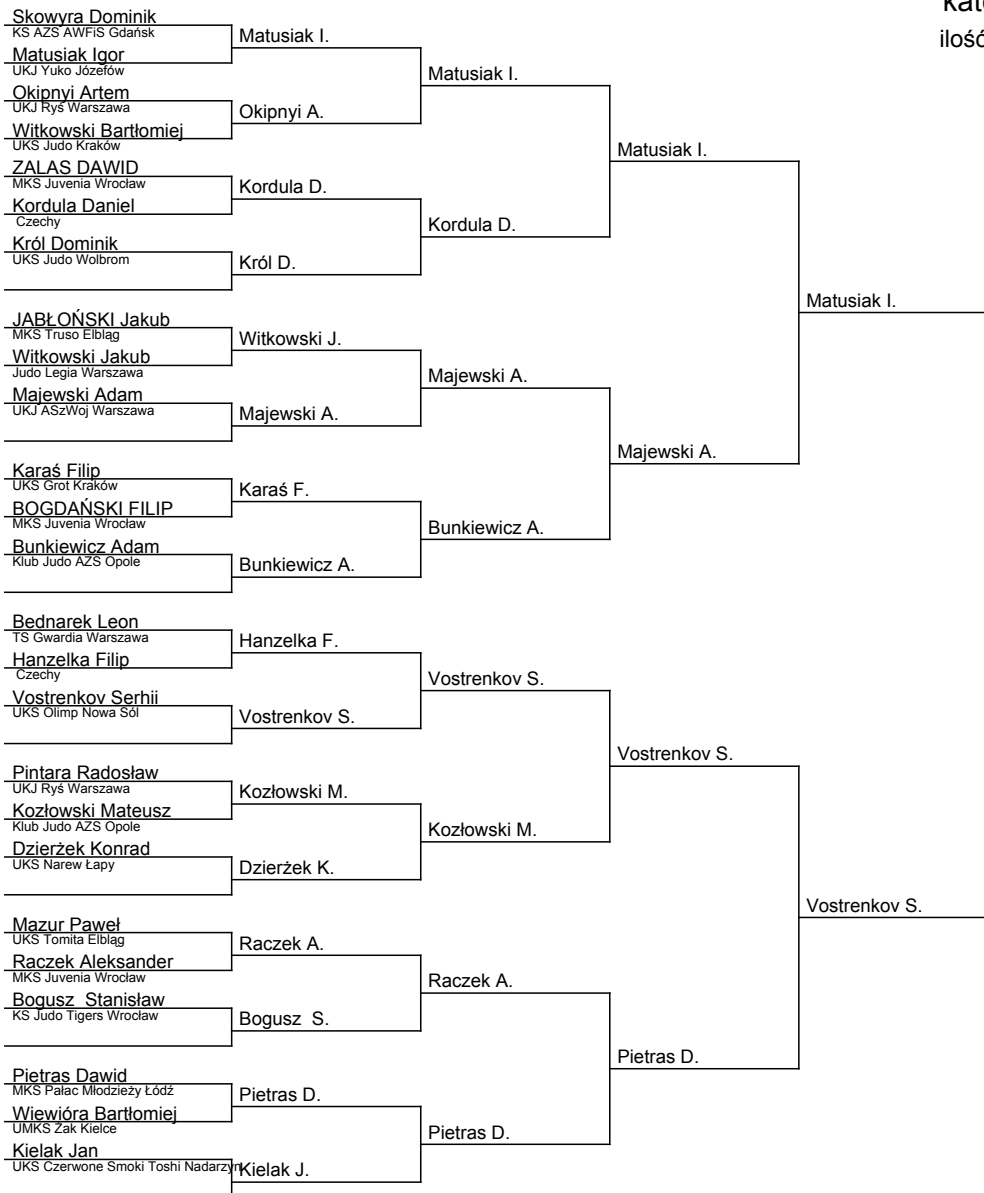 kat
ilość
Skowyra Dominik
KS AZS AWFiS Gdańsk
Matusiak Igor
UKJ Yuko Józefów
Okipnyi Artem
UKJ Ryś Warszawa
Witkowski Bartłomiej
UKS Judo Kraków
ZALAS DAWID
MKS Juvenia Wrocław
Kordula Daniel
Czechy
Król Dominik
UKS Judo Wolbrom
JABŁOŃSKI Jakub
MKS Truso Elbląg
Witkowski Jakub
Judo Legia Warszawa
Majewski Adam
UKJ ASzWoj Warszawa
Karaś Filip
UKS Grot Kraków
BOGDAŃSKI FILIP
MKS Juvenia Wrocław
Bunkiewicz Adam
Klub Judo AZS Opole
Bednarek Leon
TS Gwardia Warszawa
Hanzelka Filip
Czechy
Vostrenkov Serhii
UKS Olimp Nowa Sól
Pintara Radosław
UKJ Ryś Warszawa
Kozłowski Mateusz
Klub Judo AZS Opole
Dzierżek Konrad
UKS Narew Łapy
Mazur Paweł
UKS Tomita Elbląg
Raczek Aleksander
MKS Juvenia Wrocław
Bogusz Stanisław
KS Judo Tigers Wrocław
Pietras Dawid
MKS Pałac Młodzieży Łódź
Wiewióra Bartłomiej
UMKS Żak Kielce
Kielak Jan
UKS Czerwone Smoki Toshi Nadarzyn
Matusiak I.
Okipnyi A.
Kordula D.
Król D.
Witkowski J.
Majewski A.
Karaś F.
Bunkiewicz A.
Hanzelka F.
Vostrenkov S.
Kozłowski M.
Dzierżek K.
Raczek A.
Bogusz S.
Pietras D.
Kielak J.
Matusiak I.
Kordula D.
Majewski A.
Bunkiewicz A.
Vostrenkov S.
Kozłowski M.
Raczek A.
Pietras D.
Matusiak I.
Majewski A.
Vostrenkov S.
Pietras D.
Matusiak I.
Vostrenkov S.